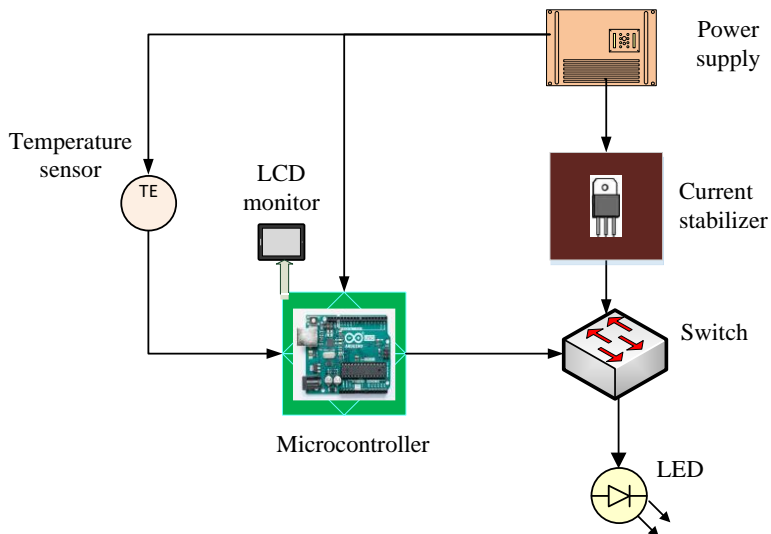 Power
supply
Temperature
sensor
TE
LCD
monitor
Current
stabilizer
Switch
Microcontroller
LED